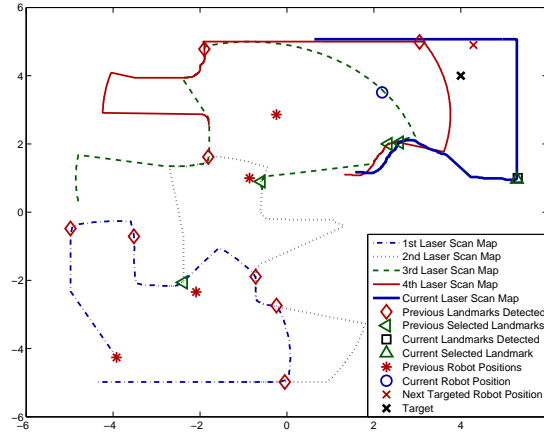 6
4
2
0
−2
−4
−6
−6
−4
−2
0
2
4
1st Laser Scan Map
2nd Laser Scan Map
3rd Laser Scan Map
4th Laser Scan Map
Current Laser Scan Map
Previous Landmarks Detected
Previous Selected Landmarks
Current Landmarks Detected
Current Selected Landmark
Previous Robot Positions
Current Robot Position
Next Targeted Robot Position
Target